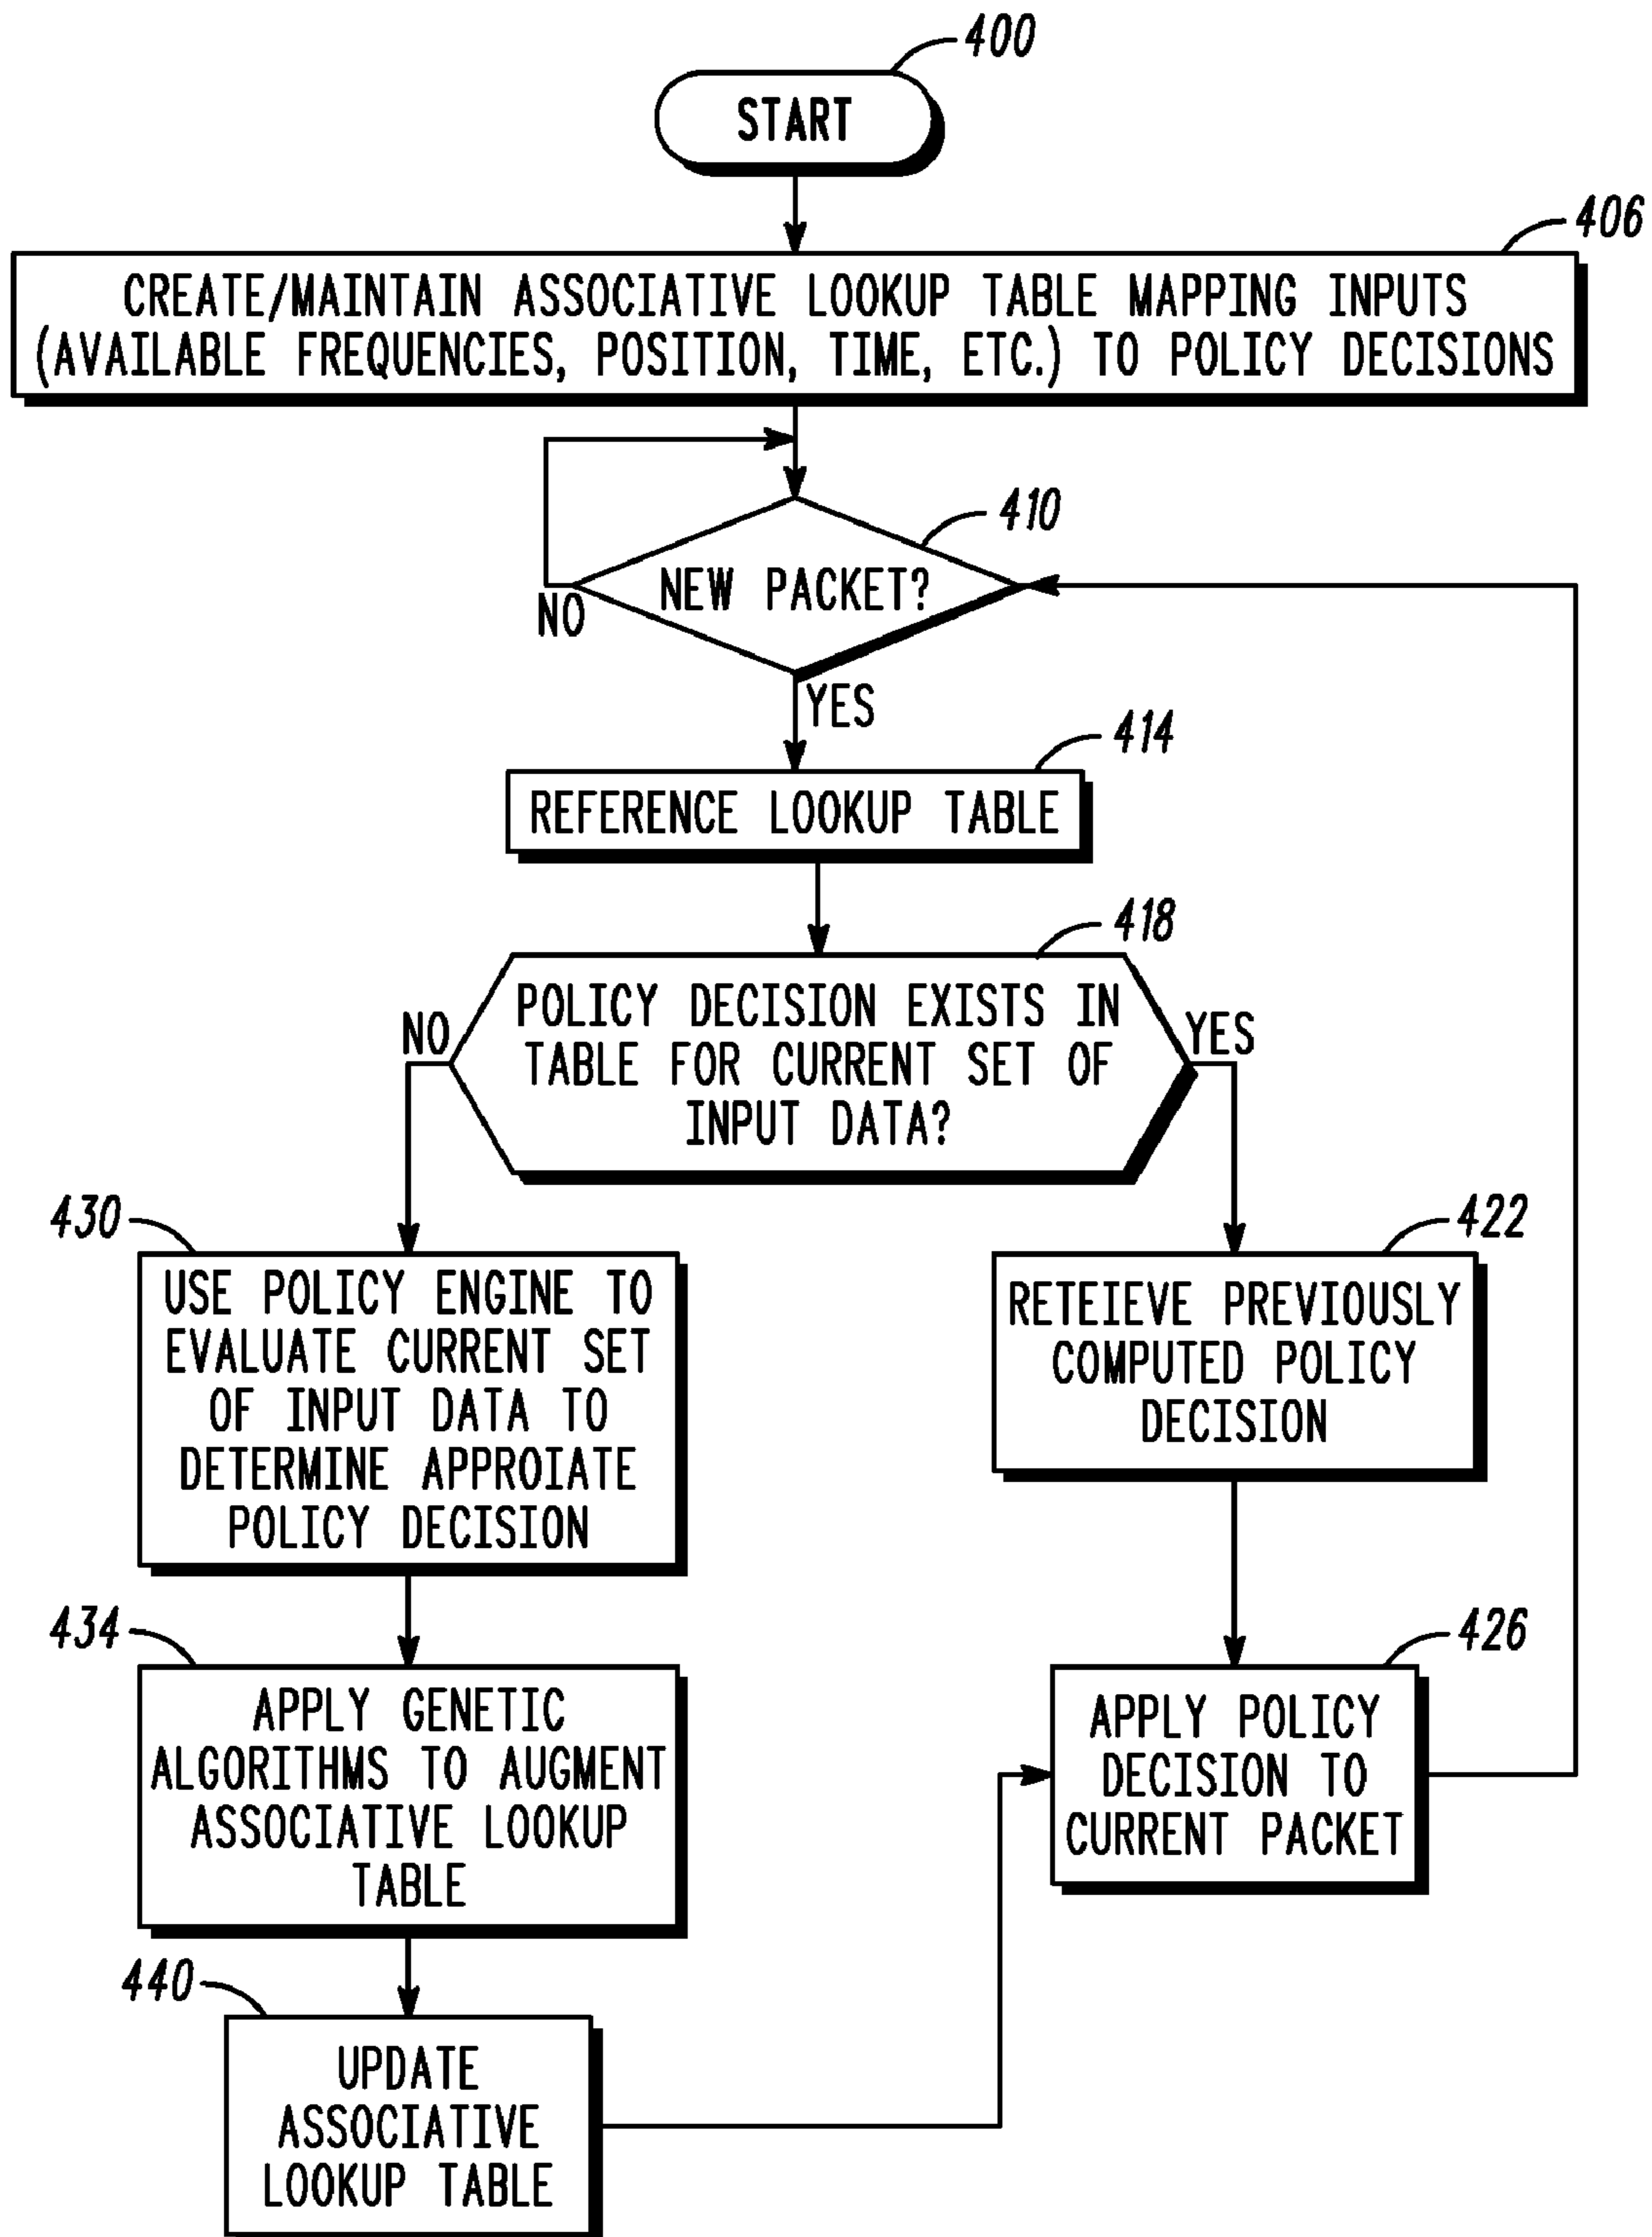 400
START
406
CREATE/MAINTAIN ASSOCIATIVE LOOKUP TABLE MAPPING INPUTS
(AVAILABLE FREQUENCIES, POSITION, TIME, ETC.) TO POLICY DECISIONS
410
NEW PACKET?
NO
YES
414
REFERENCE LOOKUP TABLE
418
POLICY DECISION EXISTS IN
TABLE FOR CURRENT SET OF
INPUT DATA?
NO
YES
430
USE POLICY ENGINE TO
EVALUATE CURRENT SET
OF INPUT DATA TO
DETERMINE APPROIATE
POLICY DECISION
422
RETEIEVE PREVIOUSLY
COMPUTED POLICY
DECISION
434
APPLY GENETIC
ALGORITHMS TO AUGMENT
ASSOCIATIVE LOOKUP
TABLE
426
APPLY POLICY
DECISION TO
CURRENT PACKET
440
UPDATE
ASSOCIATIVE
LOOKUP TABLE